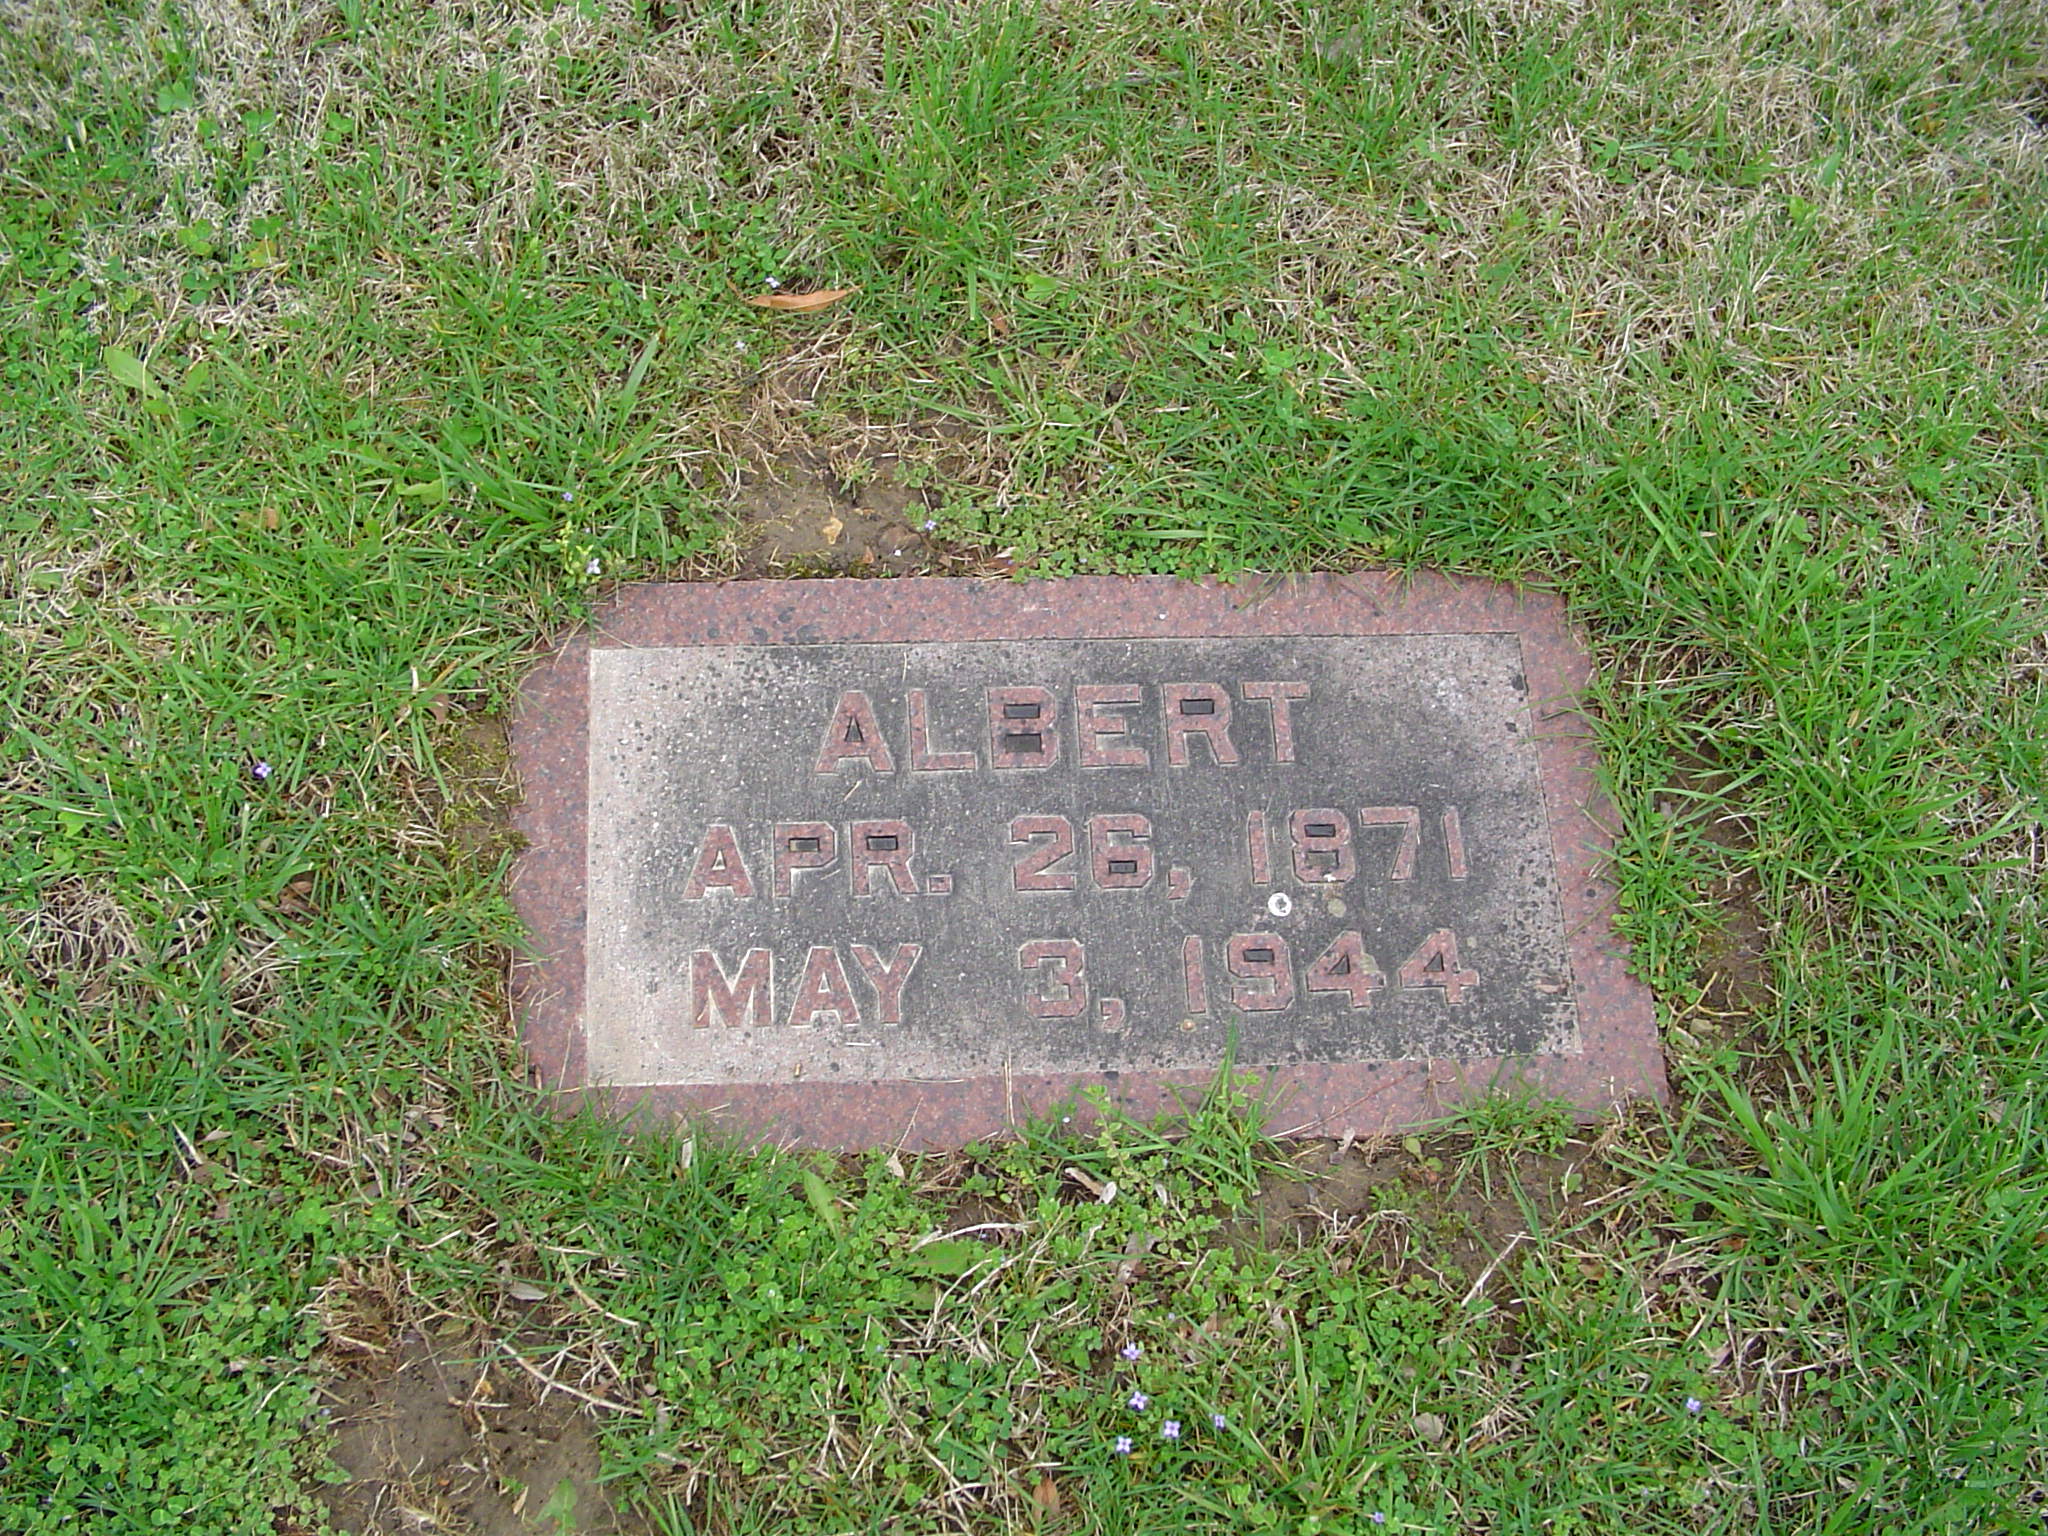 ALBERT
APR. 26, 1871
MAY 3, 1944